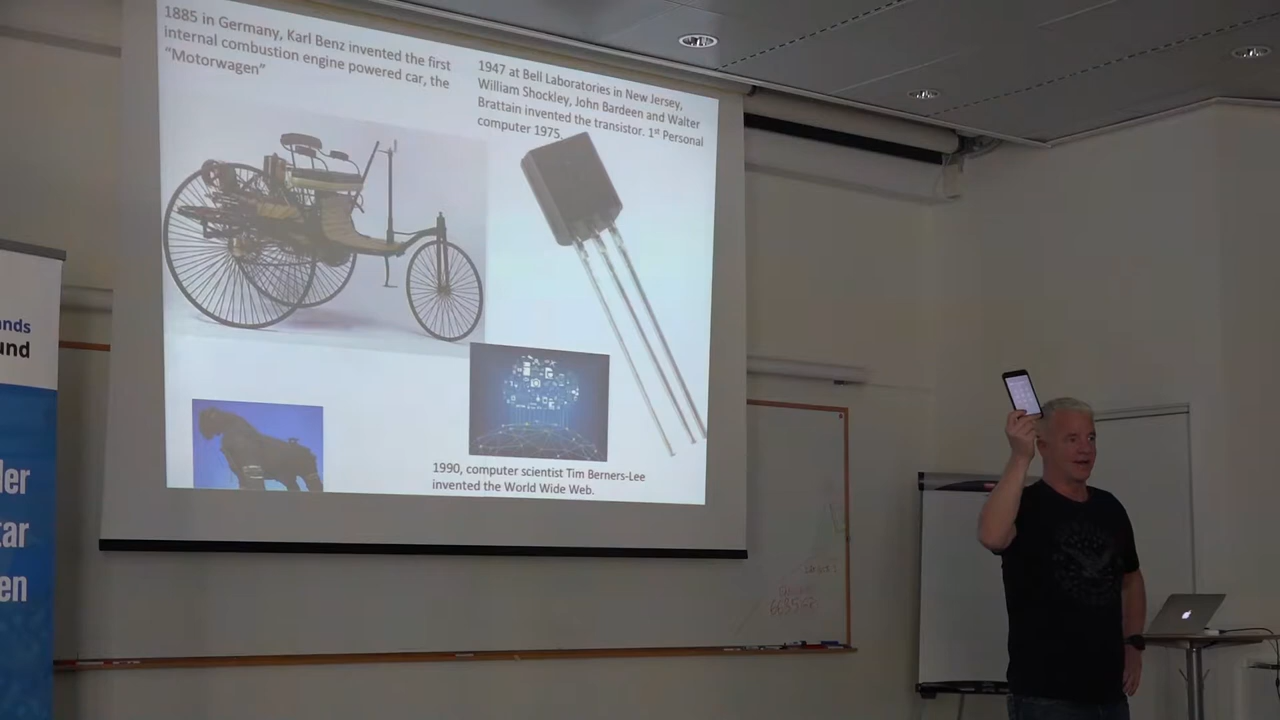 1885 in Germany, Karl Benz invented the first
internal combustion engine powered car, the
“Motorwagen”
1947 at Bell Laboratories in New Jersey,
William Shockley, John Bardeen and Walter
Brattain invented the transistor. 1st Personal
computer 1975.
1990, computer scientist Tim Berners-Lee
invented the World Wide Web.
ands
und
der
tar
en